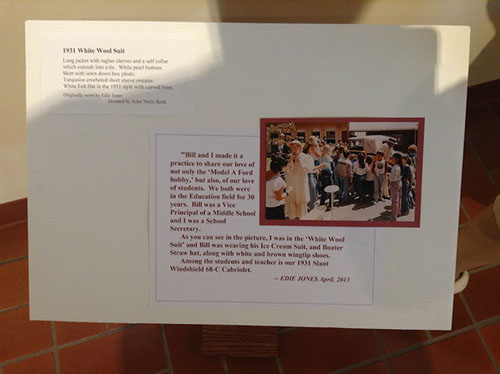 1931 White Wool Suit
Long jacket with raglan sleeves and a self collar
which extends into a tie. White pearl buttons.
Skirt with sewn down box pleats.
Turquoise crocheted short sleeve sweater.
White Felt Hat in the 1931 style with curved brim.
Originally worn by Edie Jones
Donated by Anne Neely Beck
"Bill and I made it a
practice to share our love of
not only the 'Model A Ford
hobby,' but also, of our love
of students. We both were
in the Education field for 30
years. Bill was a Vice
Principal of a Middle School
and I was a School
Secretary.
As you can see in the picture, I was in the 'White Wool
Suit' and Bill was wearing his Ice Cream Suit, and Boater
Straw hat, along with white and brown wingtip shoes.
Among the students and teacher is our 1931 Slant
Windshield 68-C Cabriolet.
-- EDIE JONES April, 2013